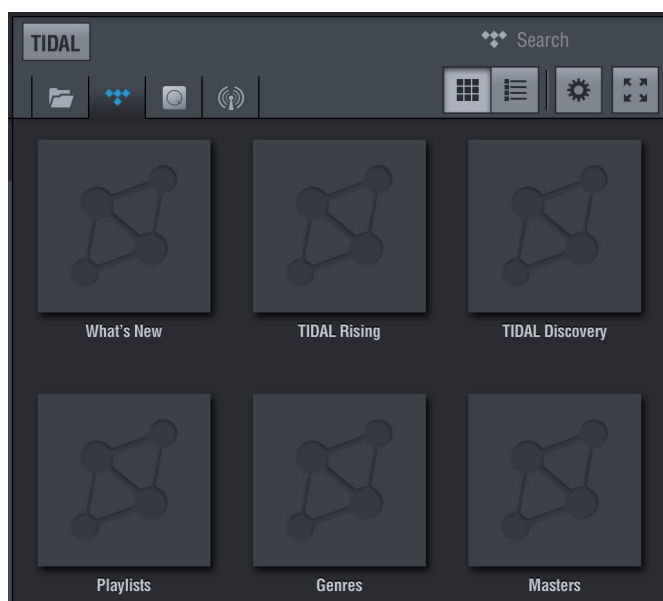 TIDAL
Search
What's New
TIDAL Rising
TIDAL Discovery
Playlists
Genres
Masters